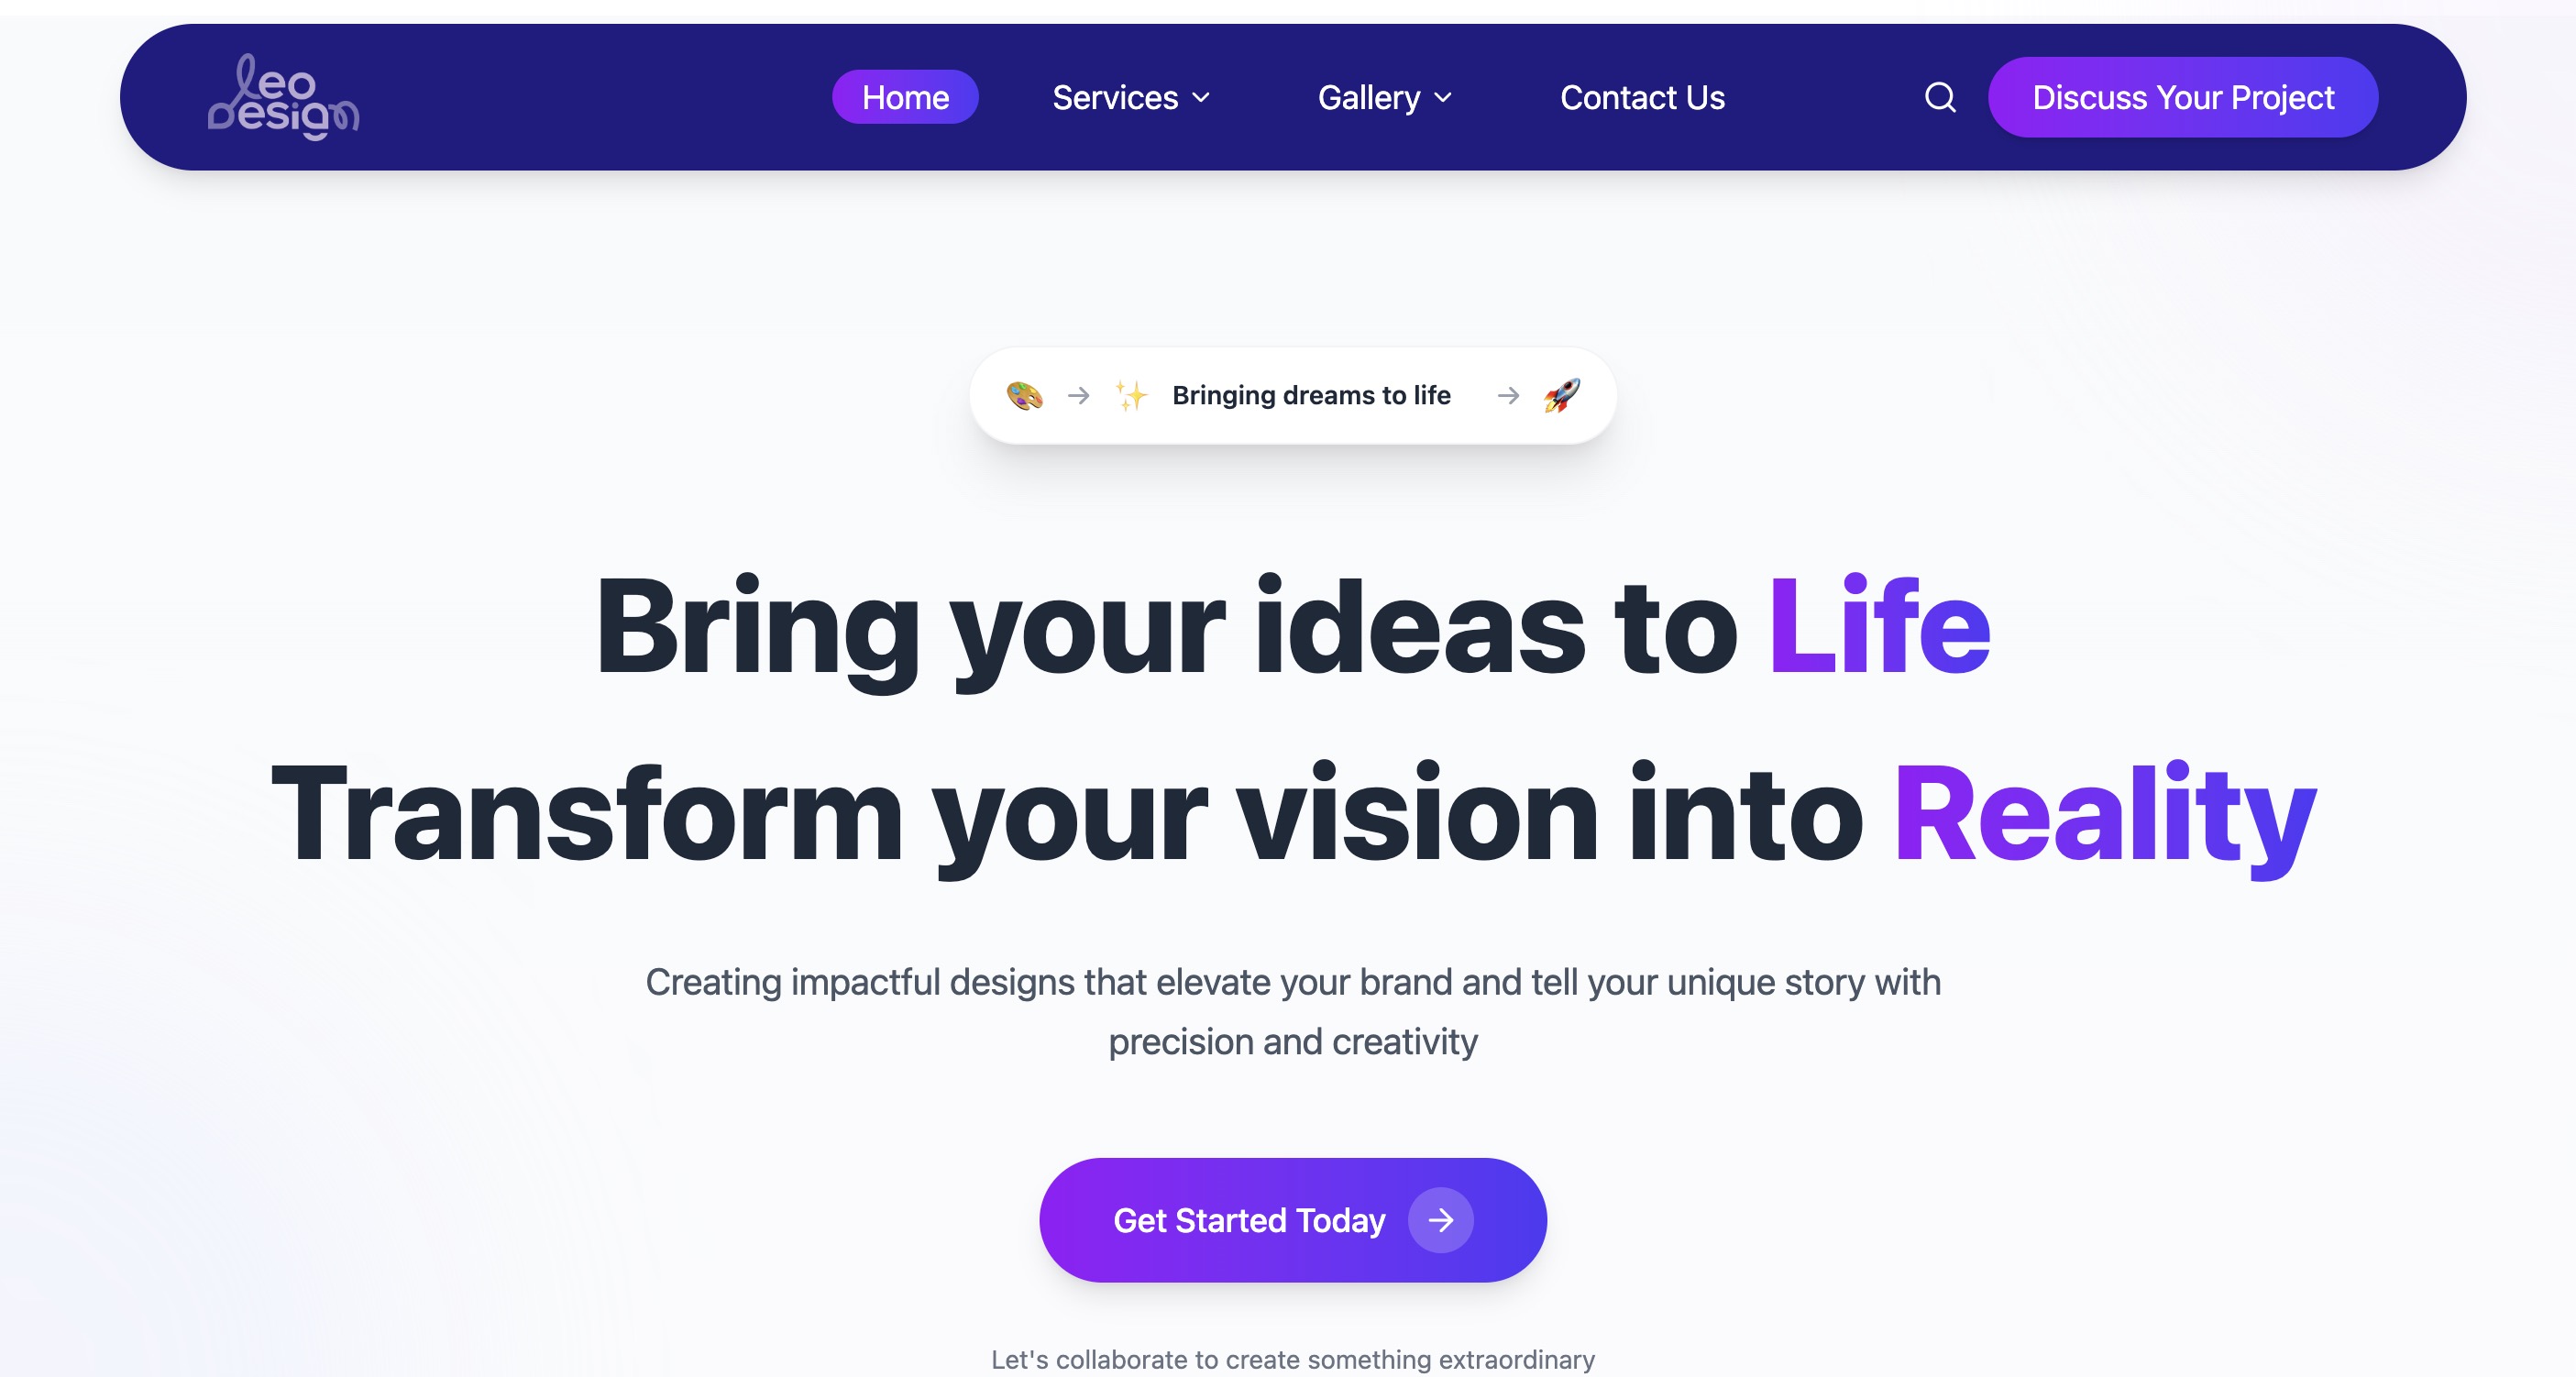 Leo
Design
Home
Services
Gallery
Contact Us
Discuss Your Project
Bringing dreams to life
Bring your ideas to Life
Transform your vision into Reality
Creating impactful designs that elevate your brand and tell your unique story with
precision and creativity
Get Started Today
Let's collaborate to create something extraordinary